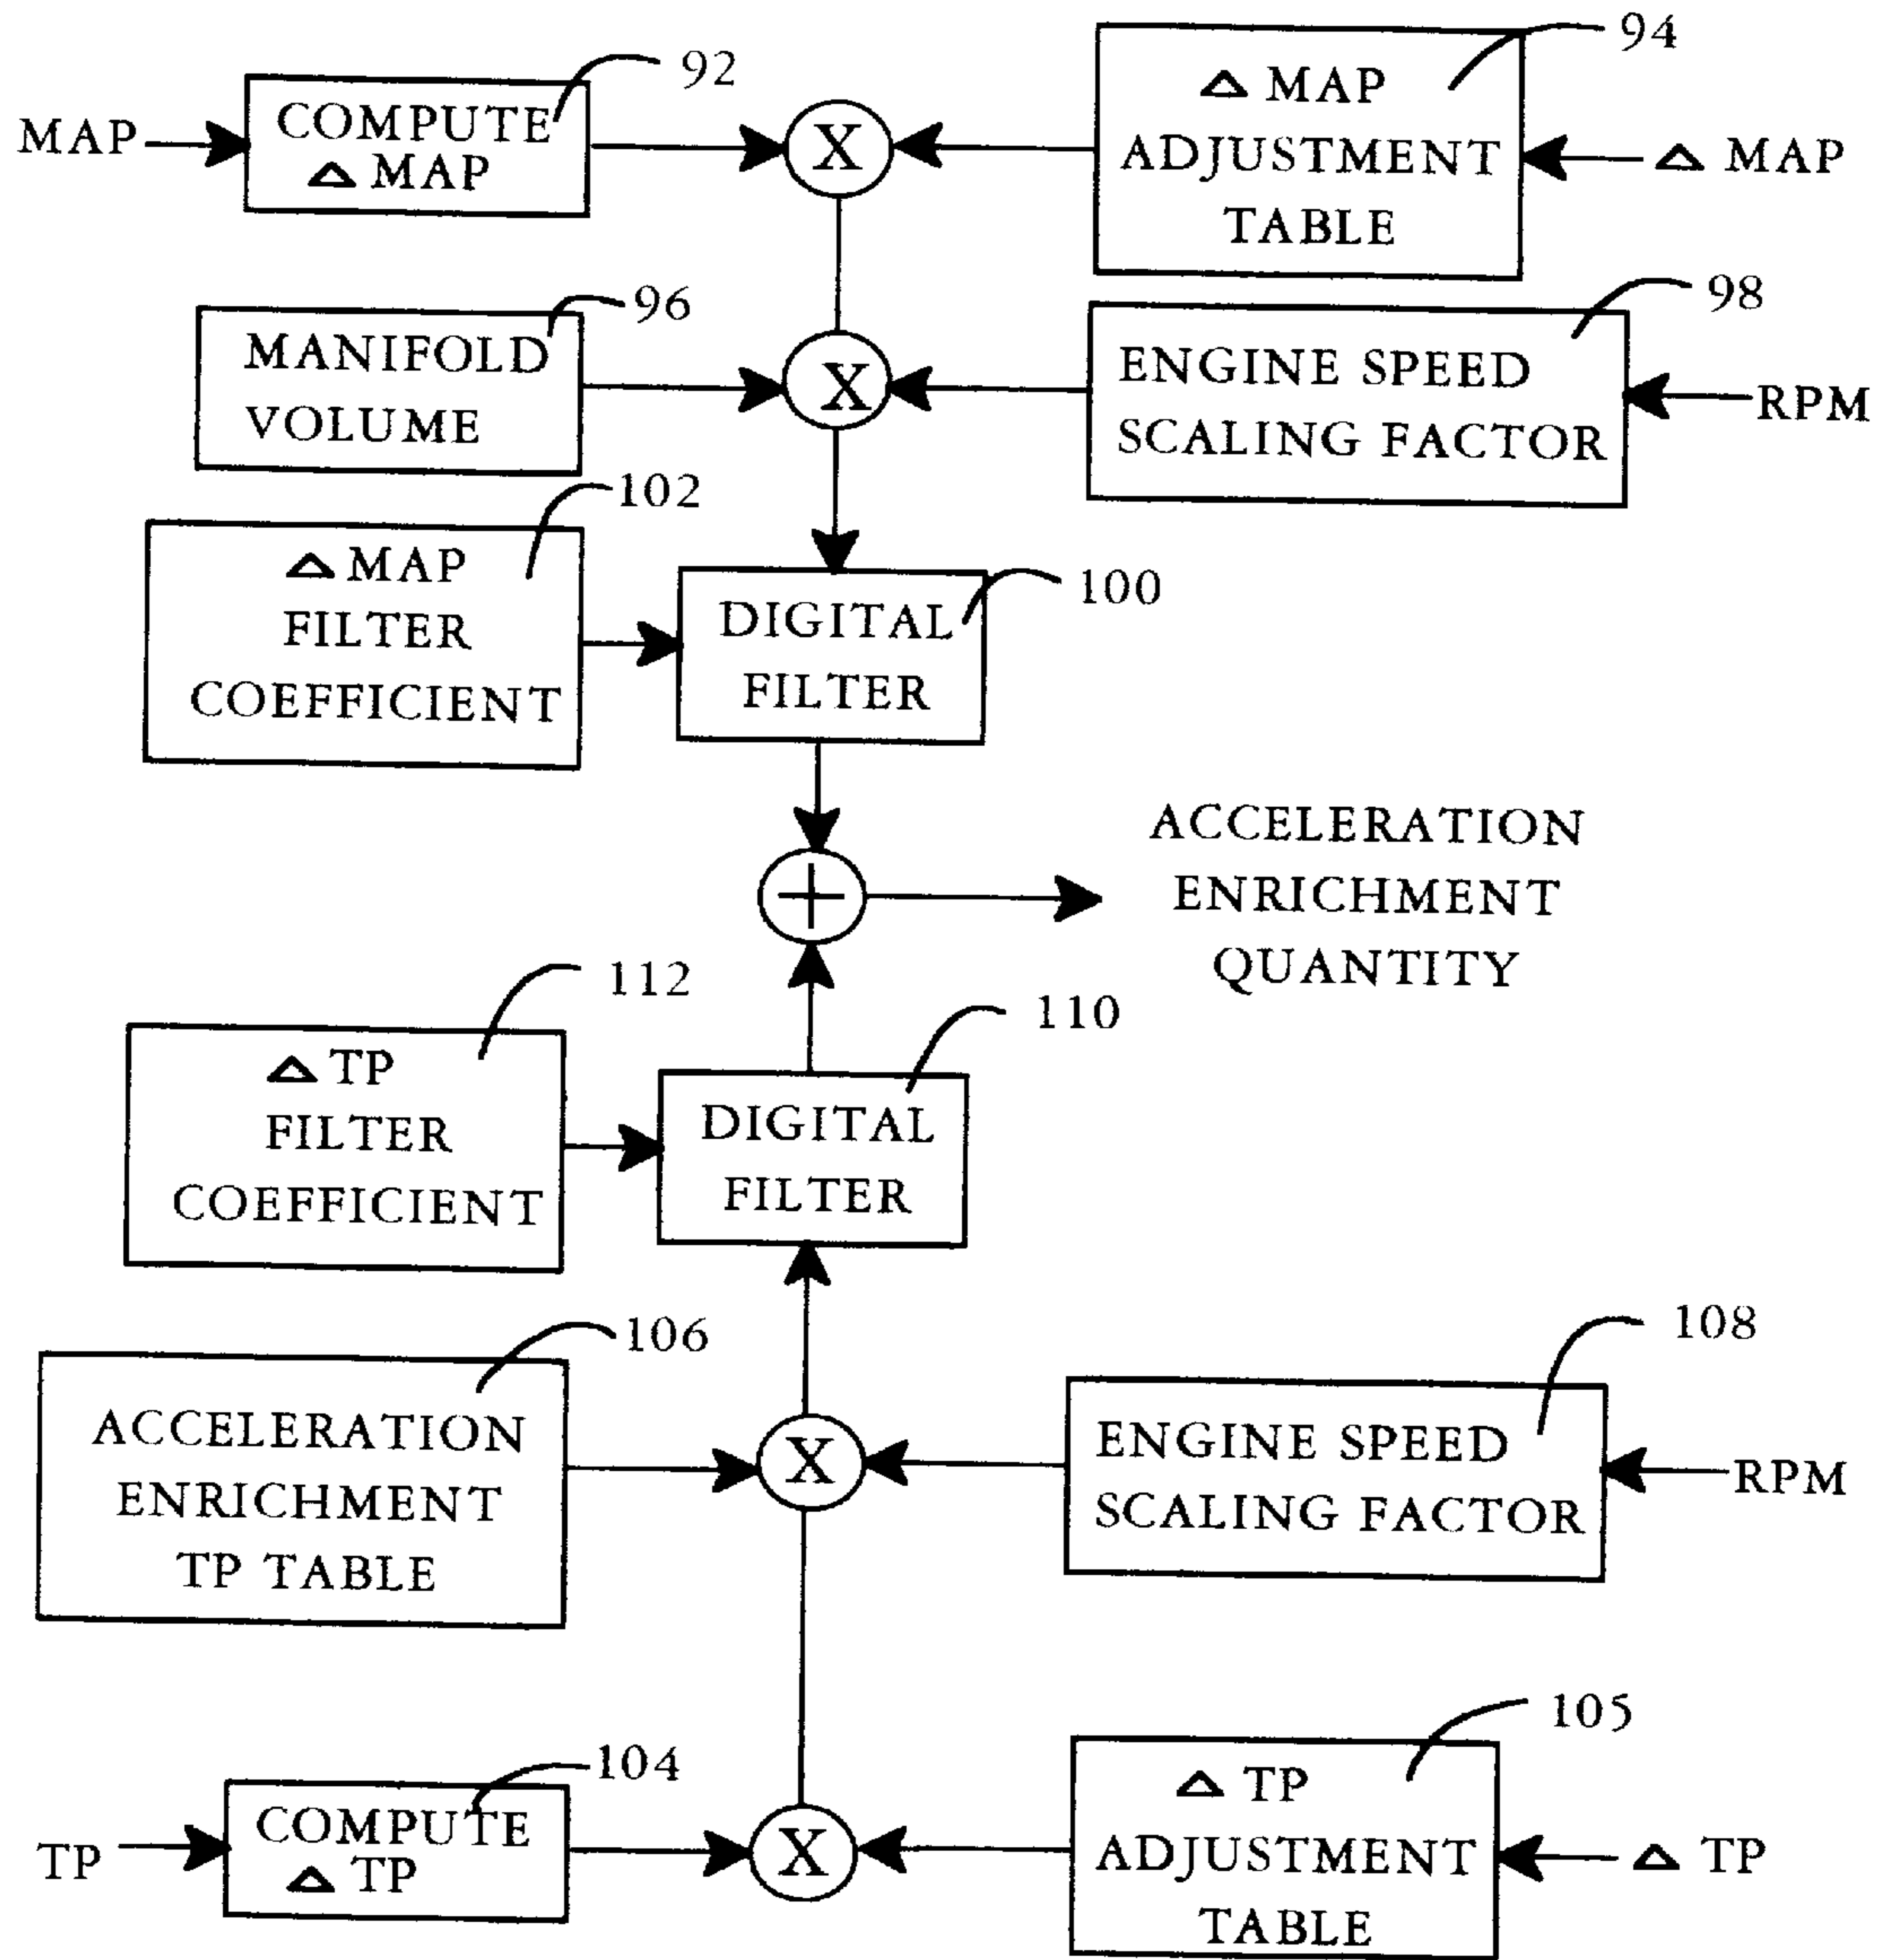 MAP
COMPUTE
△ MAP
92
X
△ MAP
ADJUSTMENT
TABLE
94
△ MAP
MANIFOLD
VOLUME
96
X
ENGINE SPEED
SCALING FACTOR
98
RPM
△ MAP
FILTER
COEFFICIENT
102
DIGITAL
FILTER
100
+
ACCELERATION
ENRICHMENT
QUANTITY
△ TP
FILTER
COEFFICIENT
112
DIGITAL
FILTER
110
ACCELERATION
ENRICHMENT
TP TABLE
106
X
ENGINE SPEED
SCALING FACTOR
108
RPM
TP
COMPUTE
△ TP
104
X
△ TP
ADJUSTMENT
TABLE
105
△ TP